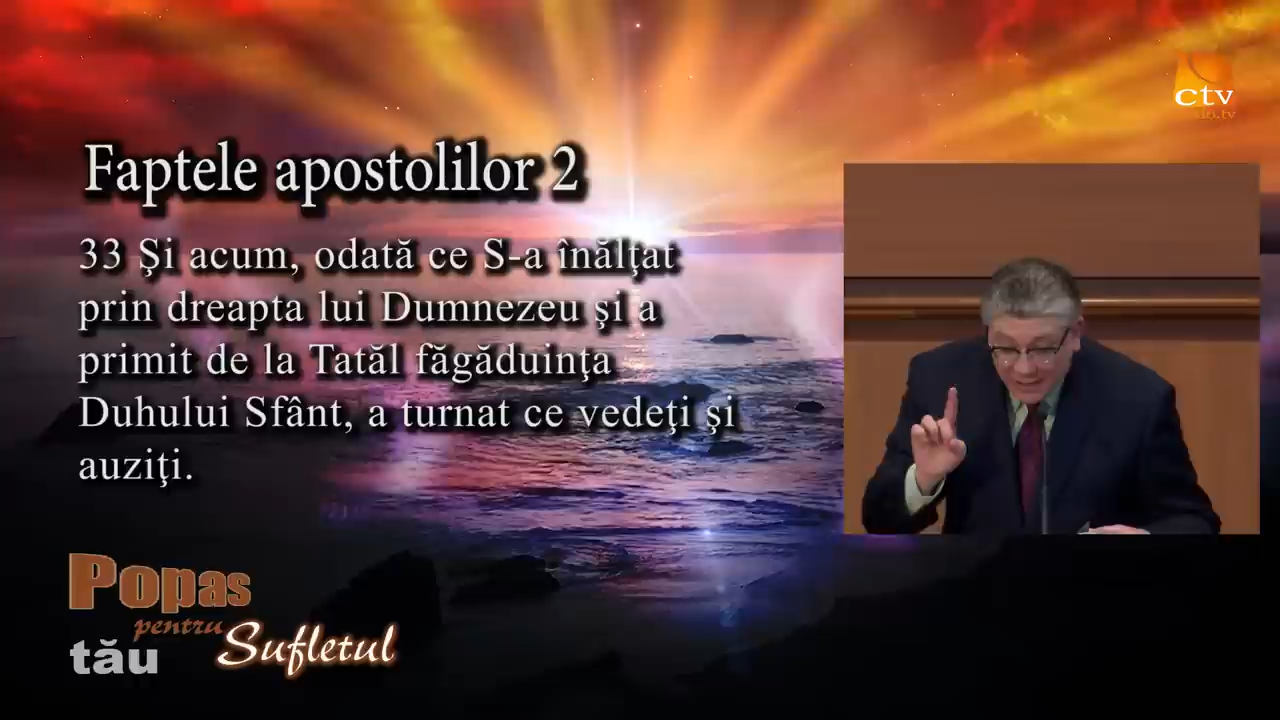 ctv
Faptele apostolilor 2
33 Şi acum, odată ce S-a înălţat
prin dreapta lui Dumnezeu şi a
primit de la Tatăl făgăduinţa
Duhului Sfânt, a turnat ce vedeţi şi
auziţi.
Popas
pentru
tău Sufletul